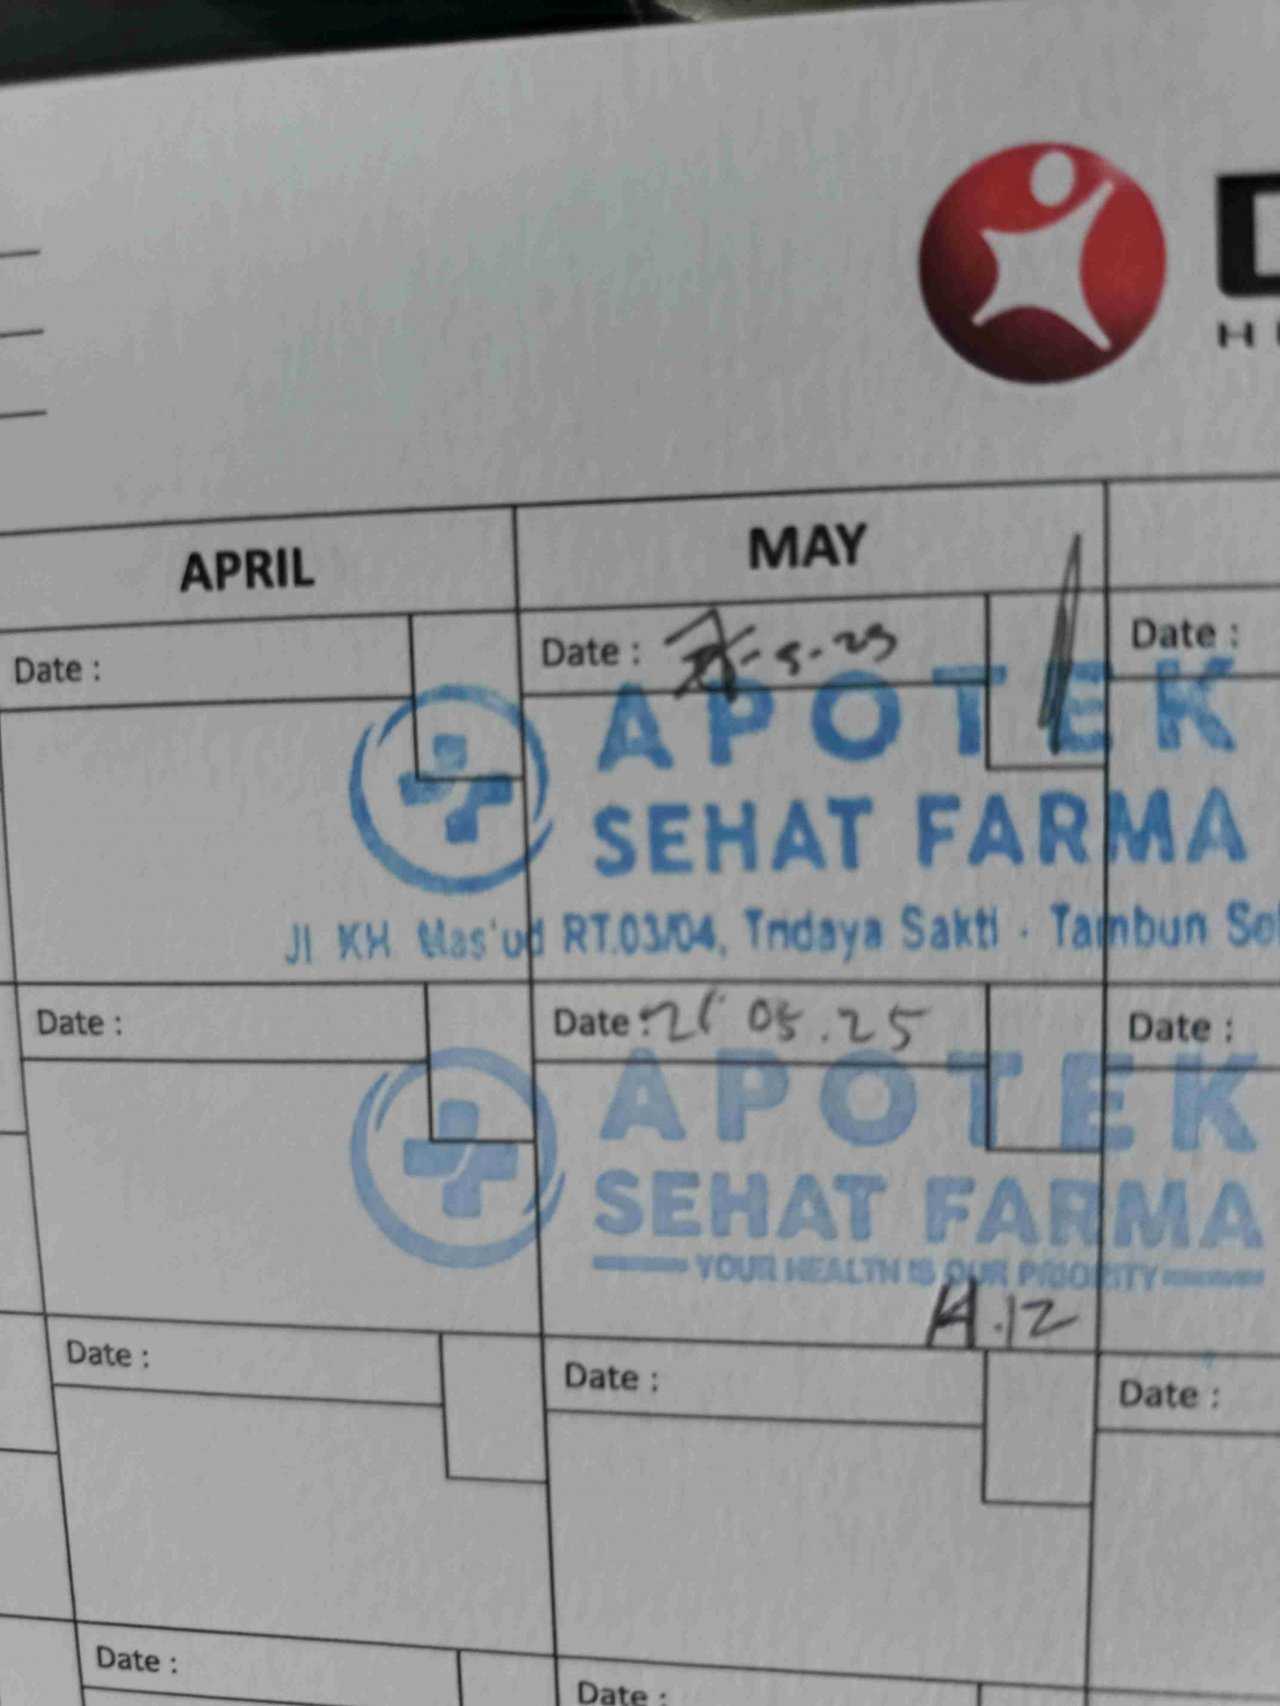 APRIL MAY
Date : Date : -5-25 Date :
APOTEK
SEHAT FARMA
Jl KH Mas'ud RT.03/04, Tridaya Sakti - Tambun
Date : Date : 21 05.25 Date :
APOTEK
SEHAT FARMA
YOUR HEALTH IS OUR PRIORITY
H.12
Date : Date : Date :
Date : Date :